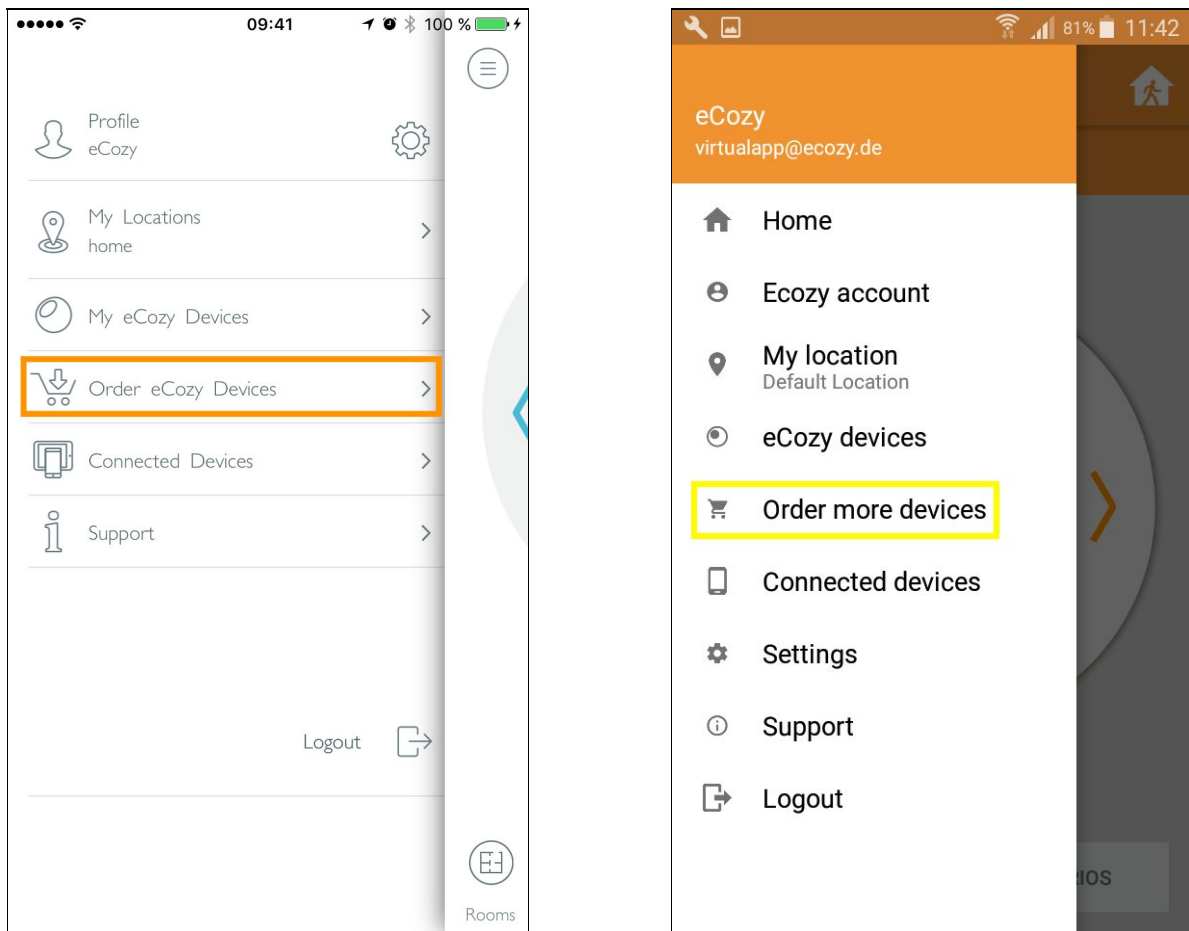 09:41
100 %
Profile
eCozy
My Locations
home
My eCozy Devices
Order eCozy Devices
Connected Devices
Support
Logout
Rooms
81% 11:42
eCozy
virtualapp@ecozy.de
Home
Ecozy account
My location
Default Location
eCozy devices
Order more devices
Connected devices
Settings
Support
Logout
RIOS